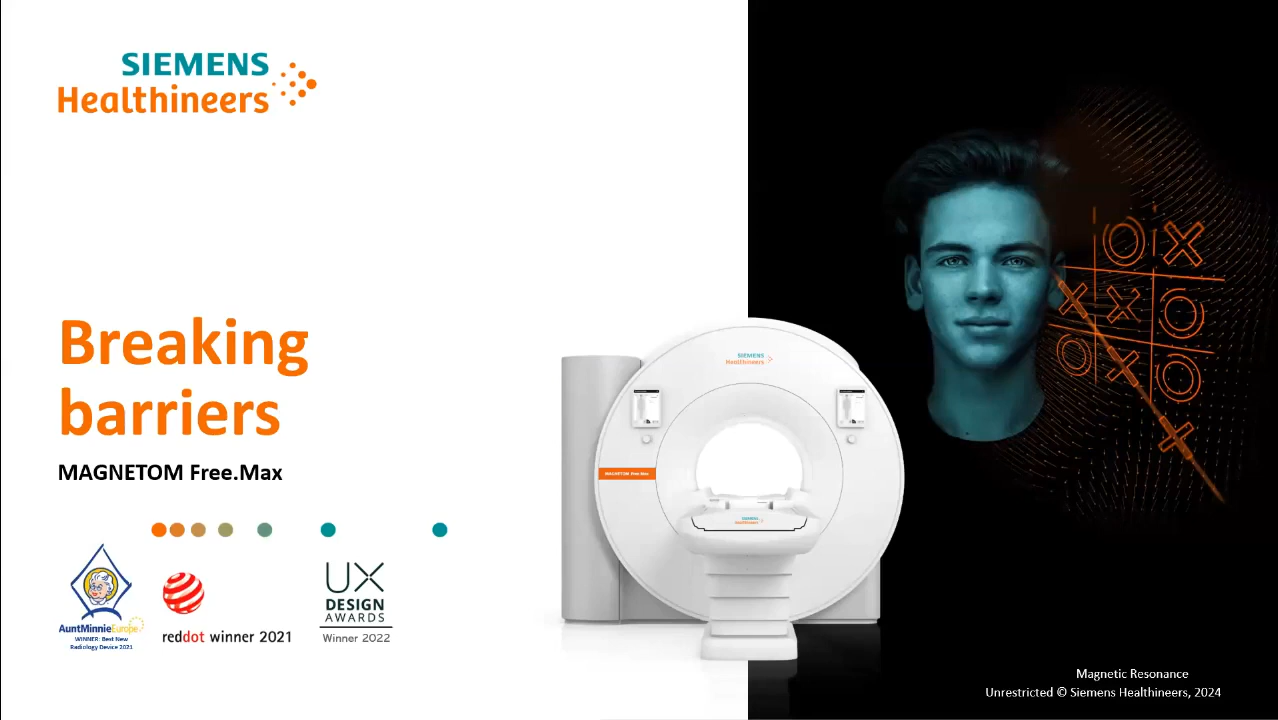 SIEMENS
Healthineers
Breaking
barriers
MAGNETOM Free.Max
AuntMinnieEurope
WINNER: Best New
Radiology Device 2021
reddot winner 2021
UX
DESIGN
AWARDS
Winner 2022
SIEMENS
Healthineers
MAGNETOM Free.Max
SIEMENS
Healthineers
O X
X X O
O X O
X
Magnetic Resonance
Unrestricted © Siemens Healthineers, 2024